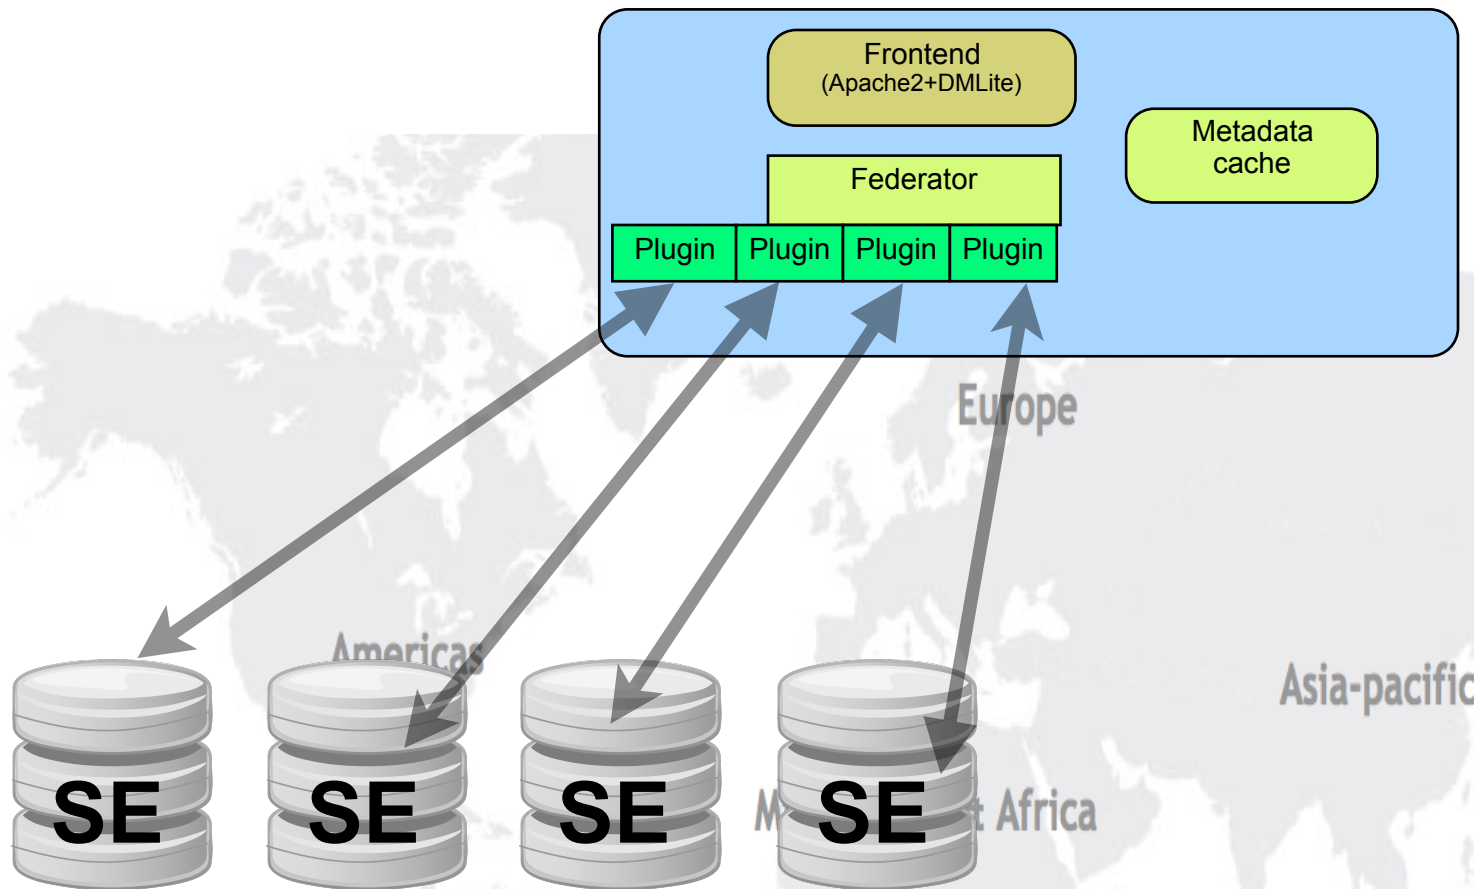 Frontend
(Apache2+DMLite)
Metadata
cache
Federator
Plugin Plugin Plugin Plugin
Europe
Americas
Asia-pacific
SE SE SE SE
Africa